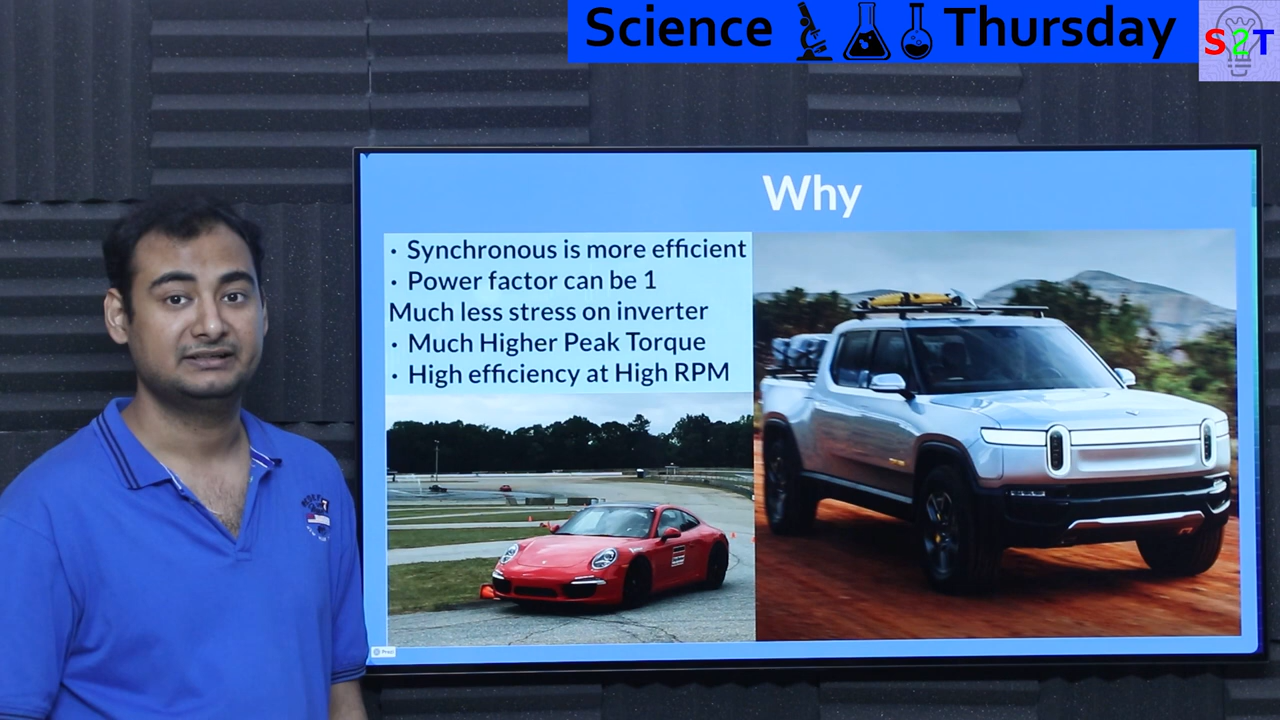 Science Thursday
S2T
Why
· Synchronous is more efficient
· Power factor can be 1
Much less stress on inverter
· Much Higher Peak Torque
· High efficiency at High RPM
Prezi